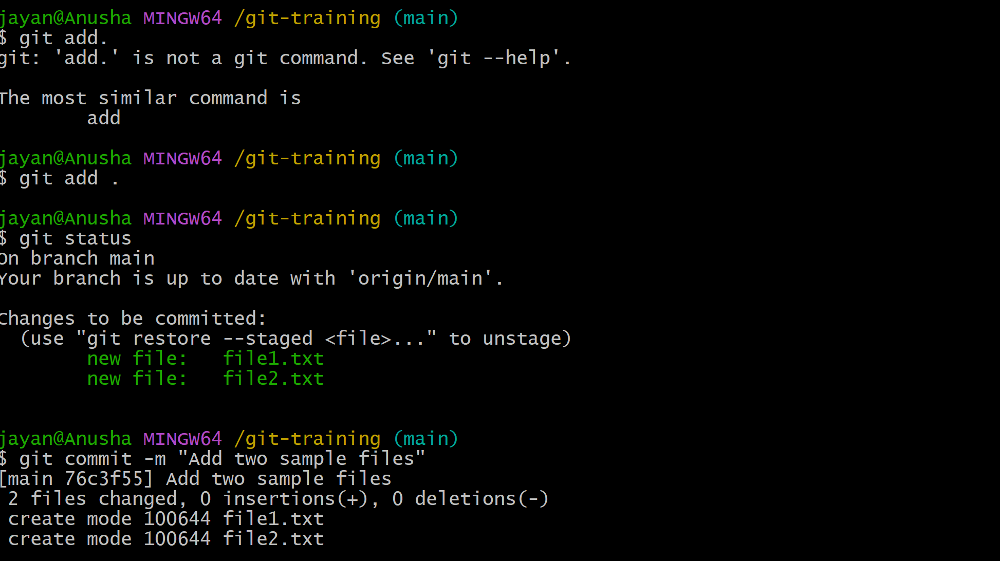 jayan@Anusha MINGW64 /git-training (main)
$ git add.
git: 'add.' is not a git command. See 'git --help'.
The most similar command is
        add
jayan@Anusha MINGW64 /git-training (main)
$ git add .
jayan@Anusha MINGW64 /git-training (main)
$ git status
On branch main
Your branch is up to date with 'origin/main'.
Changes to be committed:
  (use "git restore --staged <file>..." to unstage)
        new file:   file1.txt
        new file:   file2.txt
jayan@Anusha MINGW64 /git-training (main)
$ git commit -m "Add two sample files"
[main 76c3f55] Add two sample files
 2 files changed, 0 insertions(+), 0 deletions(-)
 create mode 100644 file1.txt
 create mode 100644 file2.txt